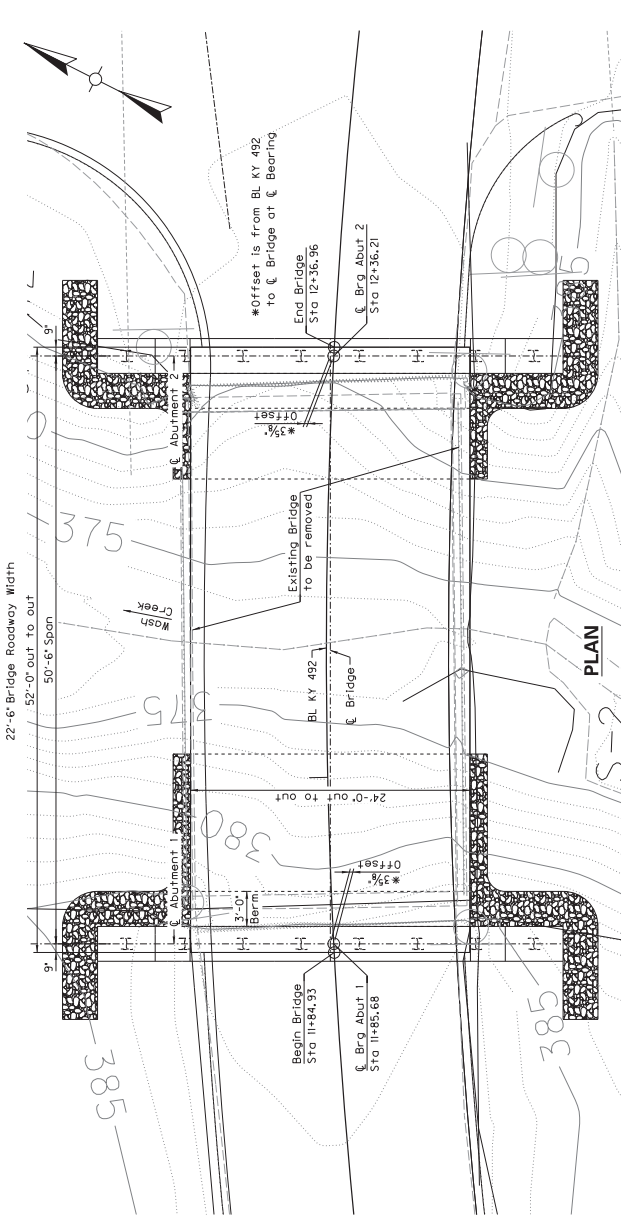 22'-6" Bridge Roadway Width
52'-0" out to out
50'-6" Span
9"
9"
*Offset is from BL KY 492
to ℄ Bridge at ℄ Bearing
End Bridge
Sta 12+36.96
℄ Brg Abut 2
Sta 12+36.21
℄ Abutment 2
*3⅝"
Offset
Existing Bridge
to be removed
375
Wash
Creek
BL KY 492
℄ Bridge
PLAN
375
24'-0" out to out
380
℄ Abutment 1
3'-0"
Berm
*3⅞"
Offset
Begin Bridge
Sta 11+84.93
℄ Brg Abut 1
Sta 11+85.68
385
385
S-2